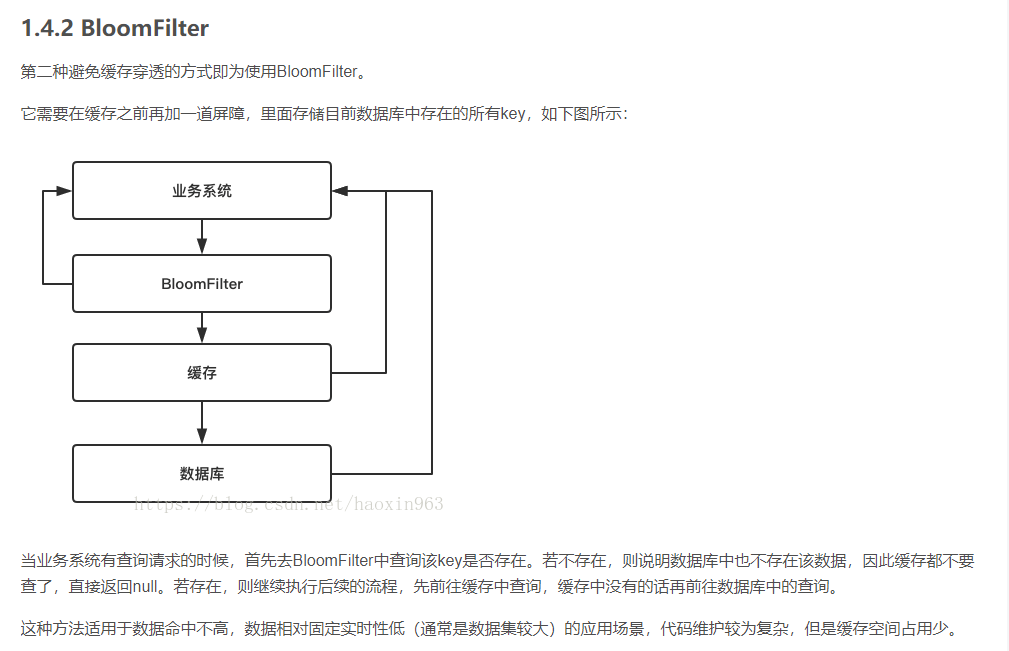 1.4.2 BloomFilter
第二种避免缓存穿透的方式即为使用BloomFilter。
它需要在缓存之前再加一道屏障，里面存储目前数据库中存在的所有key，如下图所示：
业务系统
BloomFilter
缓存
数据库
https://blog.csdn.net/haoxin963
当业务系统有查询请求的时候，首先去BloomFilter中查询该key是否存在。若不存在，则说明数据库中也不存在该数据，因此缓存都不要
查了，直接返回null。若存在，则继续执行后续的流程，先前往缓存中查询，缓存中没有的话再前往数据库中的查询。
这种方法适用于数据命中不高，数据相对固定实时性低（通常是数据集较大）的应用场景，代码维护较为复杂，但是缓存空间占用少。